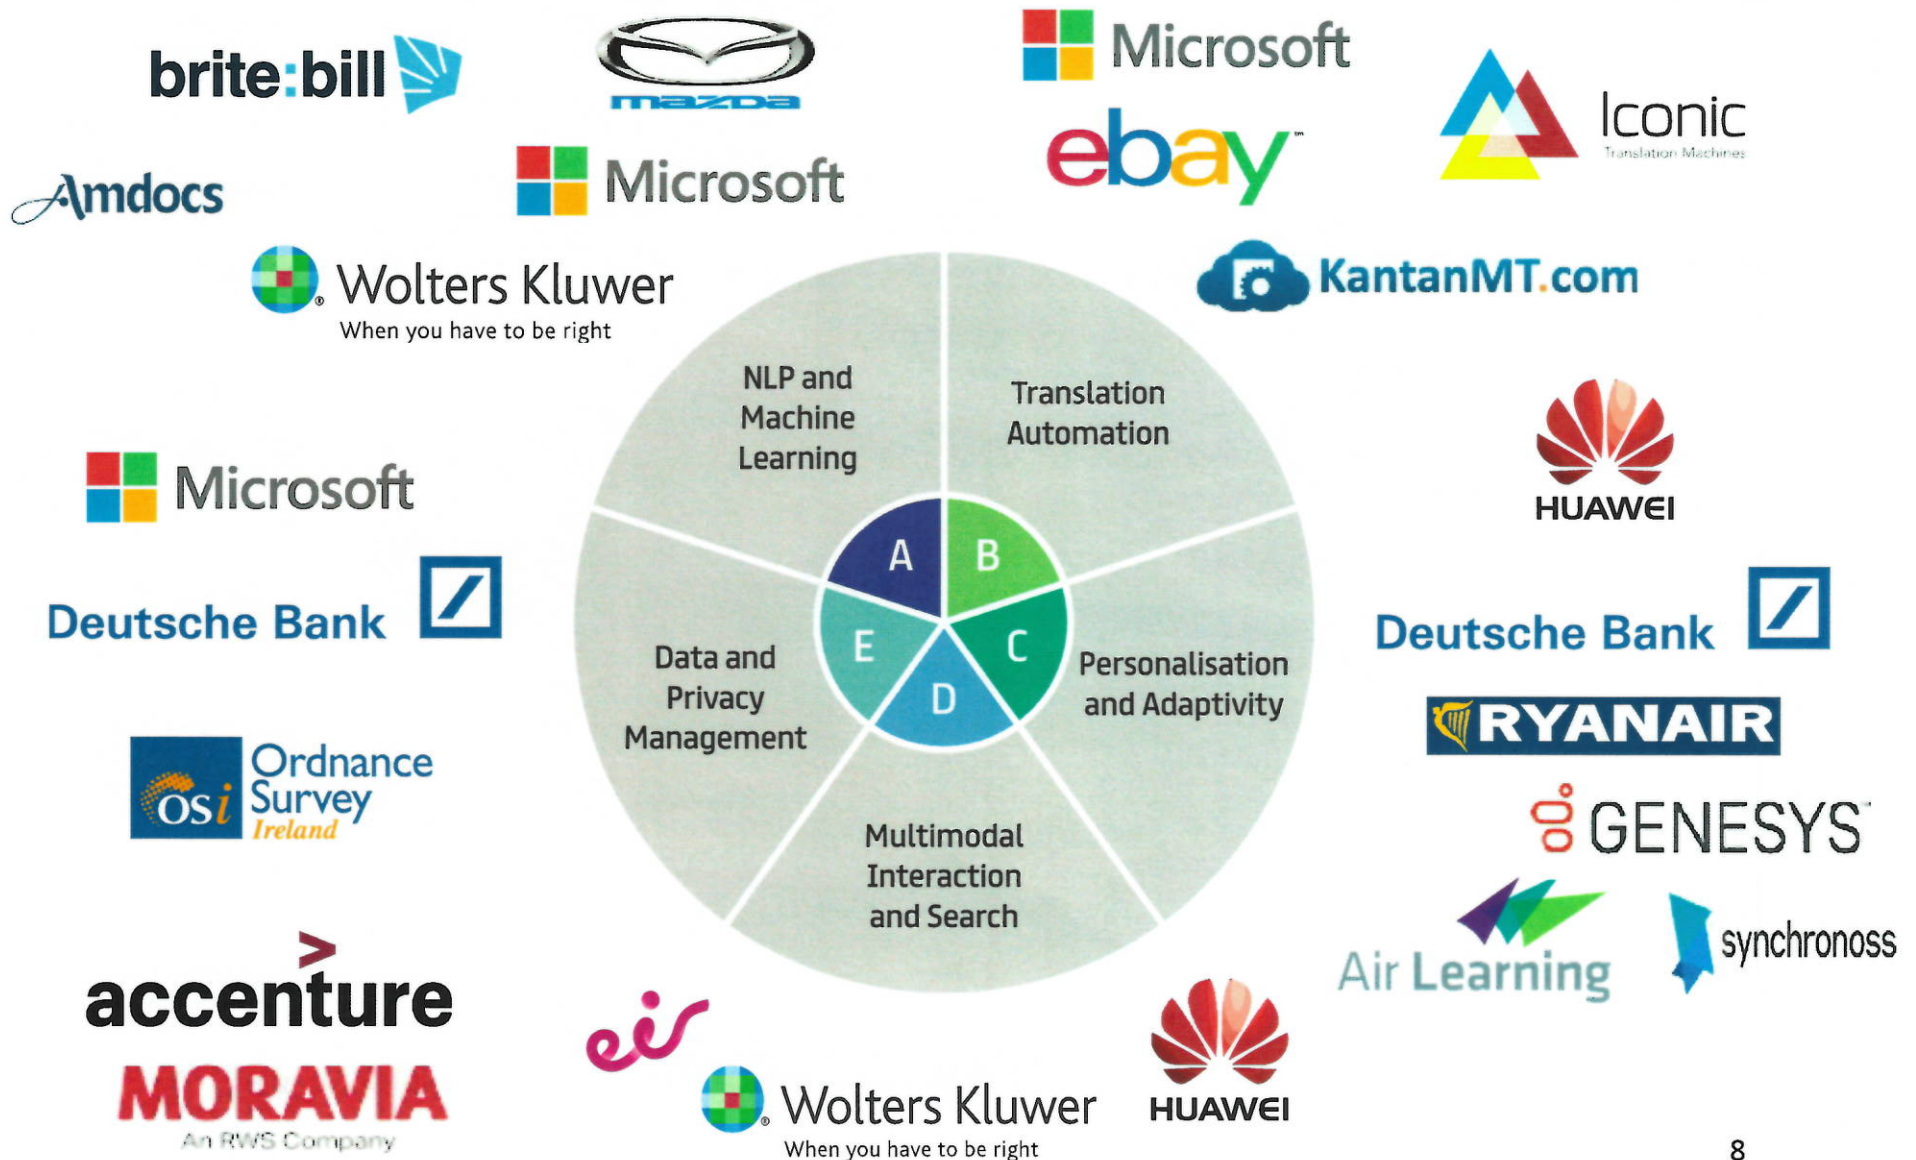 brite:bill
mazda
Microsoft
ebay™
Iconic
Translation Machines
Amdocs
Microsoft
Wolters Kluwer
When you have to be right
KantanMT.com
NLP and
Machine
Learning
Translation
Automation
Microsoft
HUAWEI
A
B
Deutsche Bank
Deutsche Bank
E
C
D
Data and
Privacy
Management
Personalisation
and Adaptivity
RYANAIR
osi
Ordnance
Survey
Ireland
GENESYS™
Multimodal
Interaction
and Search
Air Learning
synchronoss
accenture
eir
MORAVIA
An RWS Company
Wolters Kluwer
When you have to be right
HUAWEI
8